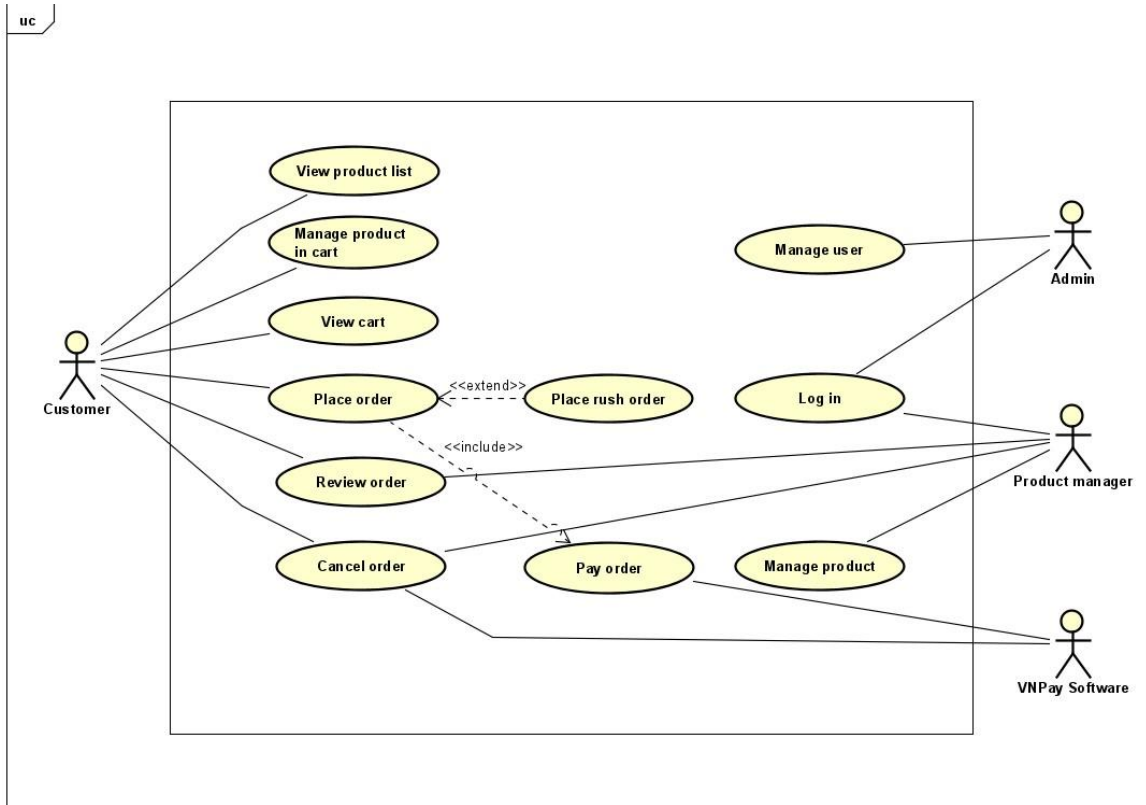 uc
View product list
Manage product
in cart
Manage user
Admin
View cart
Customer
<<extend>>
Place order
Place rush order
Log in
<<include>>
Review order
Product manager
Cancel order
Pay order
Manage product
VNPay Software